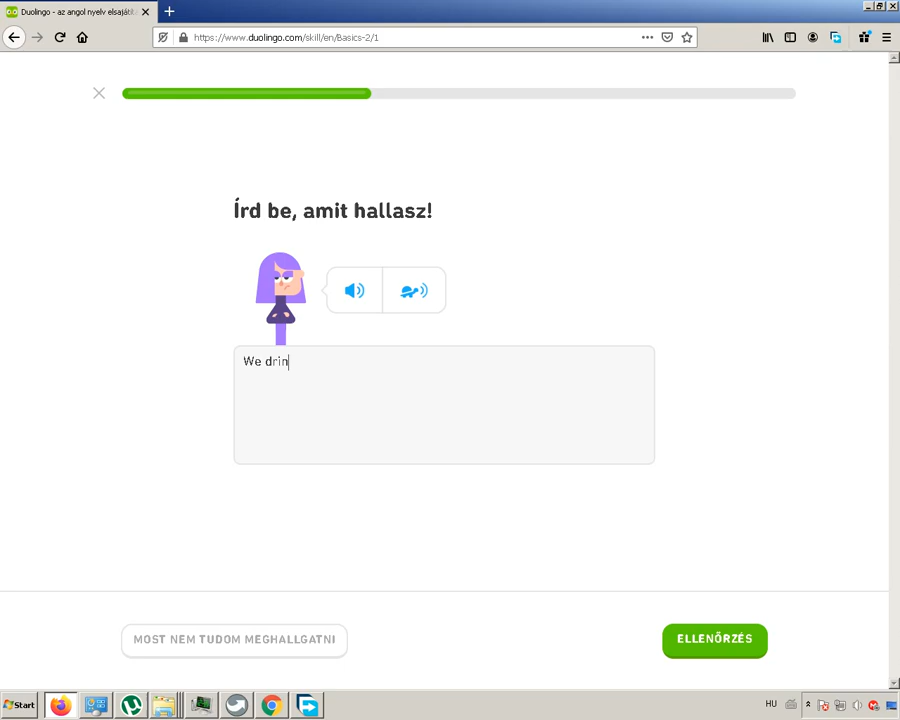 Duolingo - az angol nyelv elsajátítá
https://www.duolingo.com/skill/en/Basics-2/1
Írd be, amit hallasz!
We drin
MOST NEM TUDOM MEGHALLGATNI
ELLENŐRZÉS
Start
HU